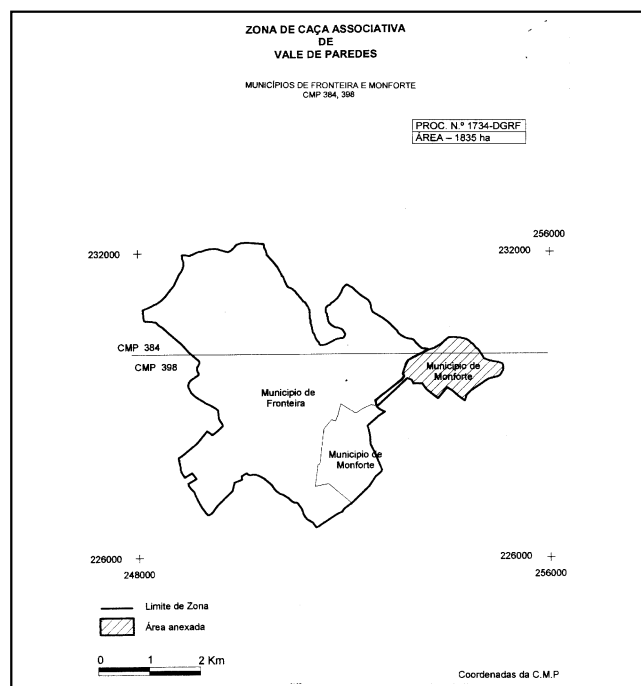 ZONA DE CAÇA ASSOCIATIVA
DE
VALE DE PAREDES
MUNICÍPIOS DE FRONTEIRA E MONFORTE
CMP 384, 398
PROC. N.º 1734-DGRF
ÁREA – 1835 ha
256000
232000
232000
CMP 384
CMP 398
Município de
Monforte
Município de
Fronteira
Município de
Monforte
226000
248000
226000
256000
Limite de Zona
Área anexada
0 1 2 Km
Coordenadas da C.M.P